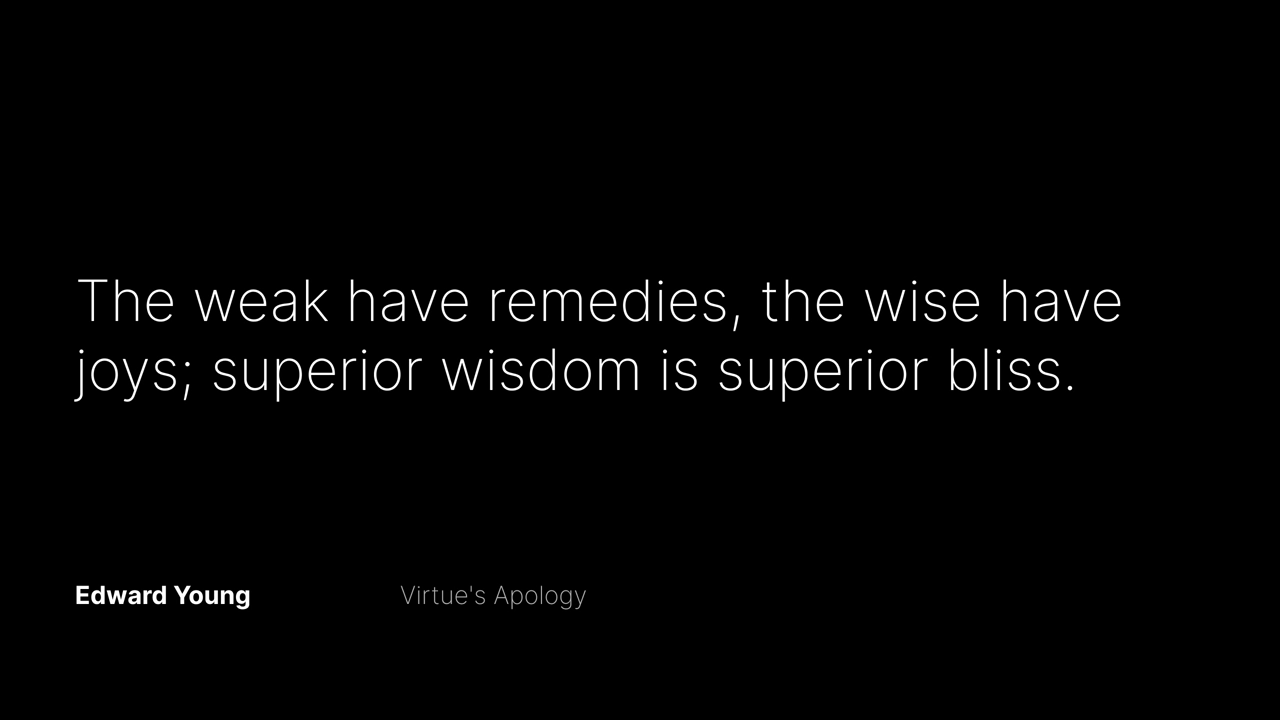 The weak have remedies, the wise have
joys; superior wisdom is superior bliss.
Edward Young
Virtue's Apology